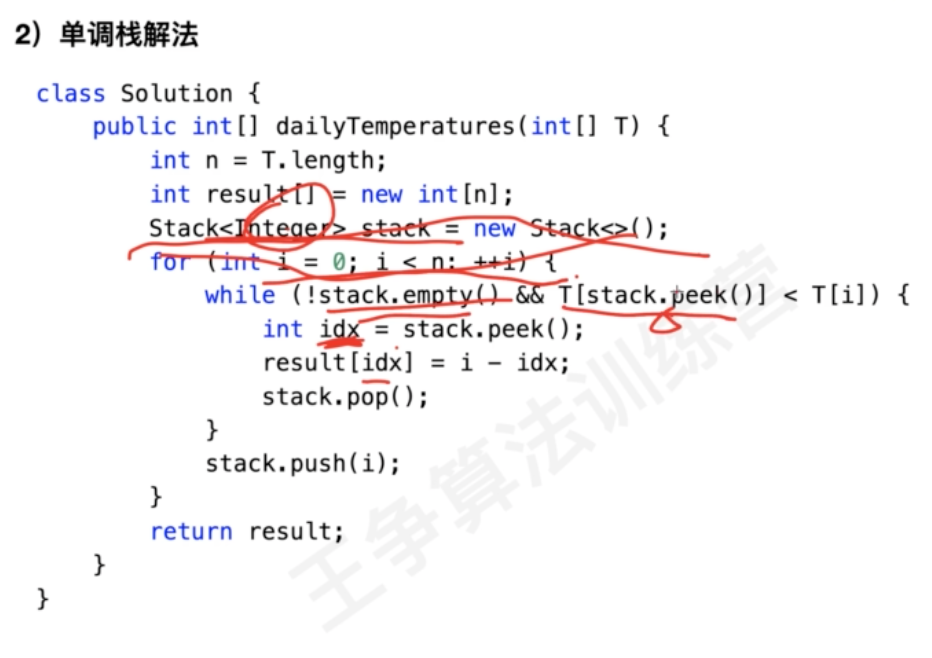 2）单调栈解法
class Solution {
    public int[] dailyTemperatures(int[] T) {
        int n = T.length;
        int result[] = new int[n];
        Stack<Integer> stack = new Stack<>();
        for (int i = 0; i < n; ++i) {
            while (!stack.empty() && T[stack.peek()] < T[i]) {
                int idx = stack.peek();
                result[idx] = i - idx;
                stack.pop();
            }
            stack.push(i);
        }
        return result;
    }
}
王争算法训练营